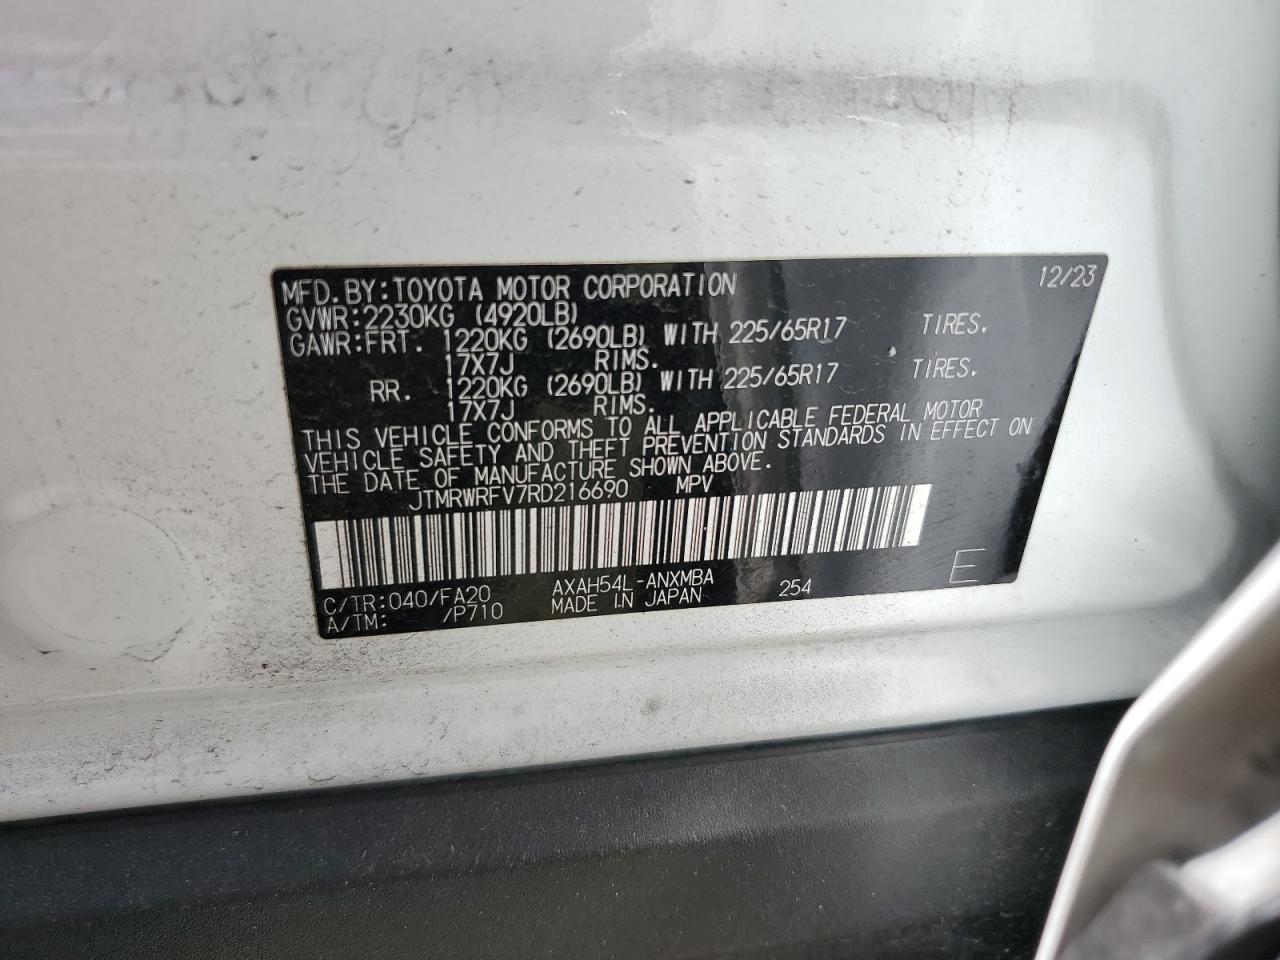 MFD. BY: TOYOTA MOTOR CORPORATION 12/23
GVWR: 2230KG (4920LB)
GAWR: FRT. 1220KG (2690LB) WITH 225/65R17 TIRES.
17X7J RIMS.
RR. 1220KG (2690LB) WITH 225/65R17 TIRES.
17X7J RIMS.
THIS VEHICLE CONFORMS TO ALL APPLICABLE FEDERAL MOTOR
VEHICLE SAFETY AND THEFT PREVENTION STANDARDS IN EFFECT ON
THE DATE OF MANUFACTURE SHOWN ABOVE.
JTMRWRFV7RD216690 MPV
C/TR: 040/FA20 AXAH54L-ANXMBA 254 E
A/TM: /P710 MADE IN JAPAN